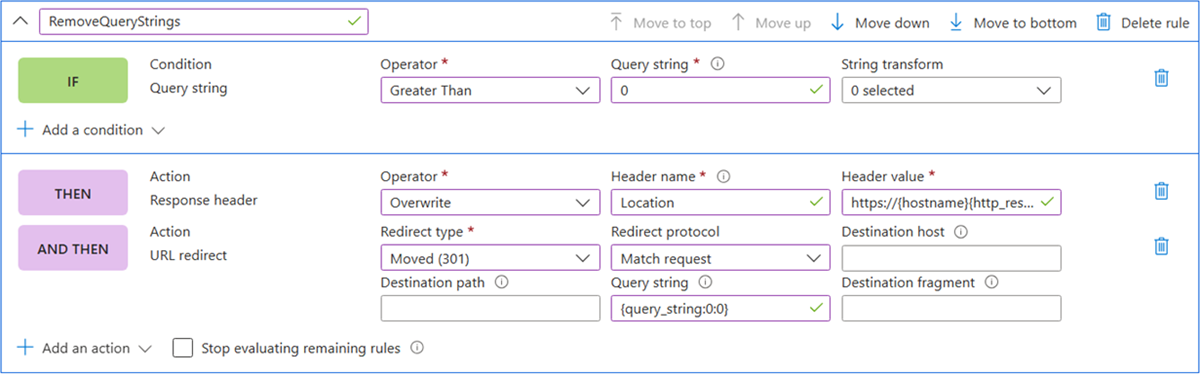 RemoveQueryStrings Move to top Move up Move down Move to bottom Delete rule
IF Condition Operator * Query string * String transform
Query string Greater Than 0 0 selected
Add a condition
THEN Action Operator * Header name * Header value *
Response header Overwrite Location https://{hostname}{http_res...
AND THEN Action Redirect type * Redirect protocol Destination host
URL redirect Moved (301) Match request
Destination path Query string Destination fragment
{query_string:0:0}
Add an action Stop evaluating remaining rules